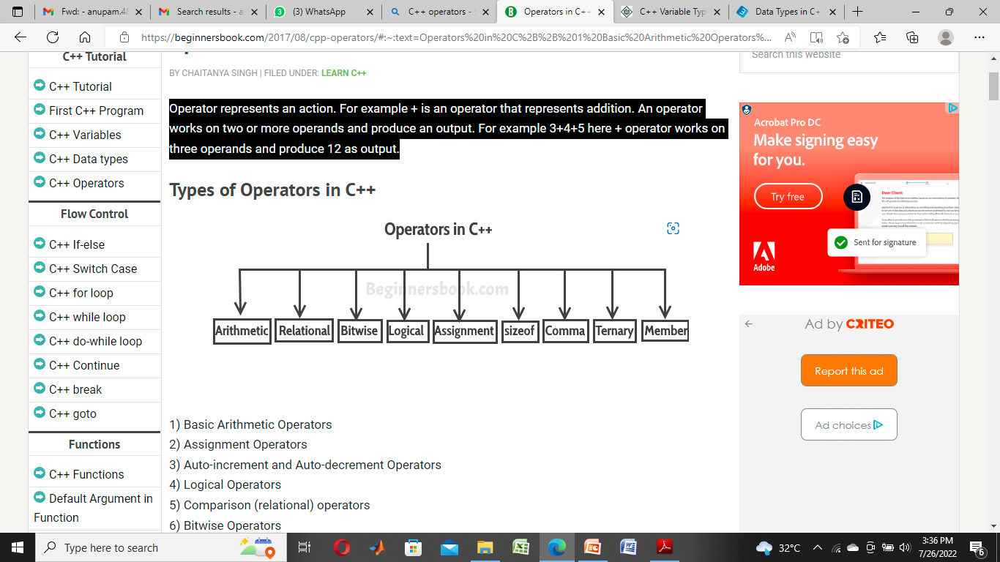 Fwd: - anupam.48
Search results - a
(3) WhatsApp
C++ operators - S
Operators in C++
C++ Variable Typ
Data Types in C+
https://beginnersbook.com/2017/08/cpp-operators/#:~:text=Operators%20in%20C%2B%2B%201%20Basic%20Arithmetic%20Operators%...
C++ Tutorial
C++ Tutorial
First C++ Program
C++ Variables
C++ Data types
C++ Operators
Flow Control
C++ If-else
C++ Switch Case
C++ for loop
C++ while loop
C++ do-while loop
C++ Continue
C++ break
C++ goto
Functions
C++ Functions
Default Argument in
Function
BY CHAITANYA SINGH | FILED UNDER: LEARN C++
Operator represents an action. For example + is an operator that represents addition. An operator
works on two or more operands and produce an output. For example 3+4+5 here + operator works on
three operands and produce 12 as output.
Types of Operators in C++
Operators in C++
Beginnersbook.com
Arithmetic Relational Bitwise Logical Assignment sizeof Comma Ternary Member
1) Basic Arithmetic Operators
2) Assignment Operators
3) Auto-increment and Auto-decrement Operators
4) Logical Operators
5) Comparison (relational) operators
6) Bitwise Operators
Search this website
Acrobat Pro DC
Make signing easy
for you.
Try free
Dear Client:
Sent for signature
Adobe
Ad by CRITEO
Report this ad
Ad choices
Type here to search
32°C
3:36 PM
7/26/2022
6